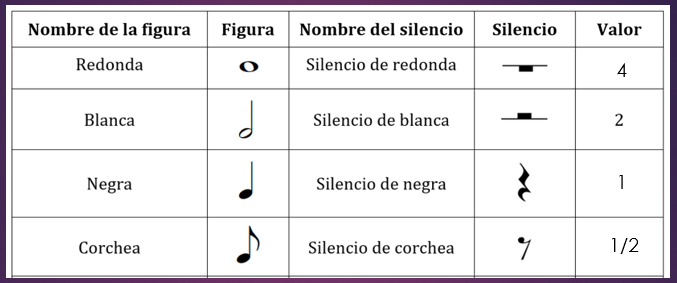 Nombre de la figura Figura Nombre del silencio Silencio Valor
Redonda Silencio de redonda 4
Blanca Silencio de blanca 2
Negra Silencio de negra 1
Corchea Silencio de corchea 1/2